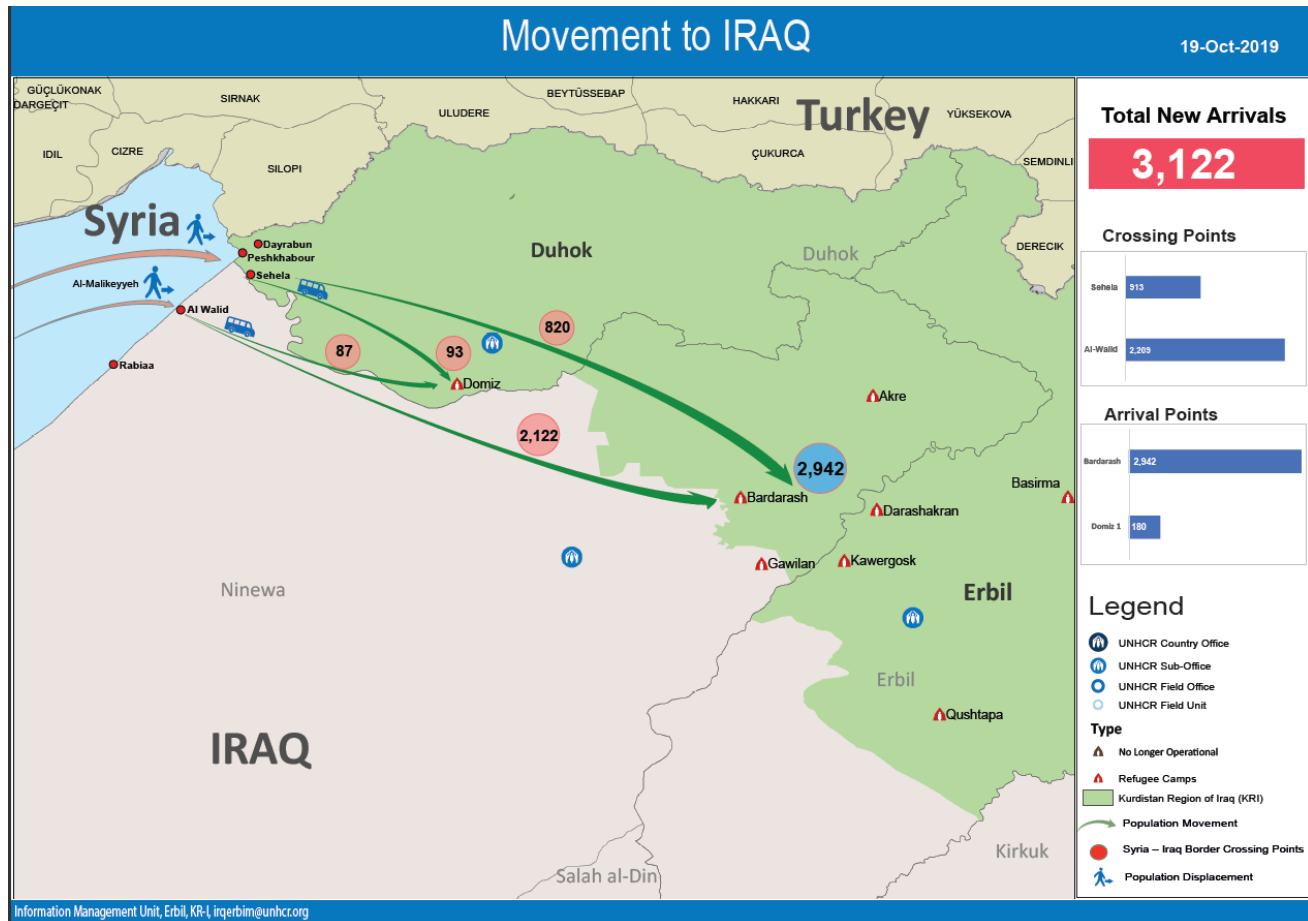 Movement to IRAQ
19-Oct-2019
GÜÇLÜKONAK
DARGEÇIT
SIRNAK
BEYTÜSSEBAP
ULUDERE
HAKKARI
Turkey
YÜKSEKOVA
IDIL
CIZRE
SILOPI
ÇUKURCA
SEMDINLI
DERECIK
Syria
Dayrabun
Peshkhabour
Sehela
Al-Malikeyyeh
Al Walid
Rabiaa
Duhok
Duhok
820
87
93
Domiz
Akre
2,122
2,942
Bardarash
Basirma
Darashakran
Gawilan
Kawergosk
Ninewa
Erbil
Erbil
Qushtapa
IRAQ
Kirkuk
Salah al-Din
Total New Arrivals
3,122
Crossing Points
Sehela 913
Al-Walid 2,209
Arrival Points
Bardarash 2,942
Domiz 1 180
Legend
UNHCR Country Office
UNHCR Sub-Office
UNHCR Field Office
UNHCR Field Unit
Type
No Longer Operational
Refugee Camps
Kurdistan Region of Iraq (KRI)
Population Movement
Syria – Iraq Border Crossing Points
Population Displacement
Information Management Unit, Erbil, KR-I, irqerbim@unhcr.org